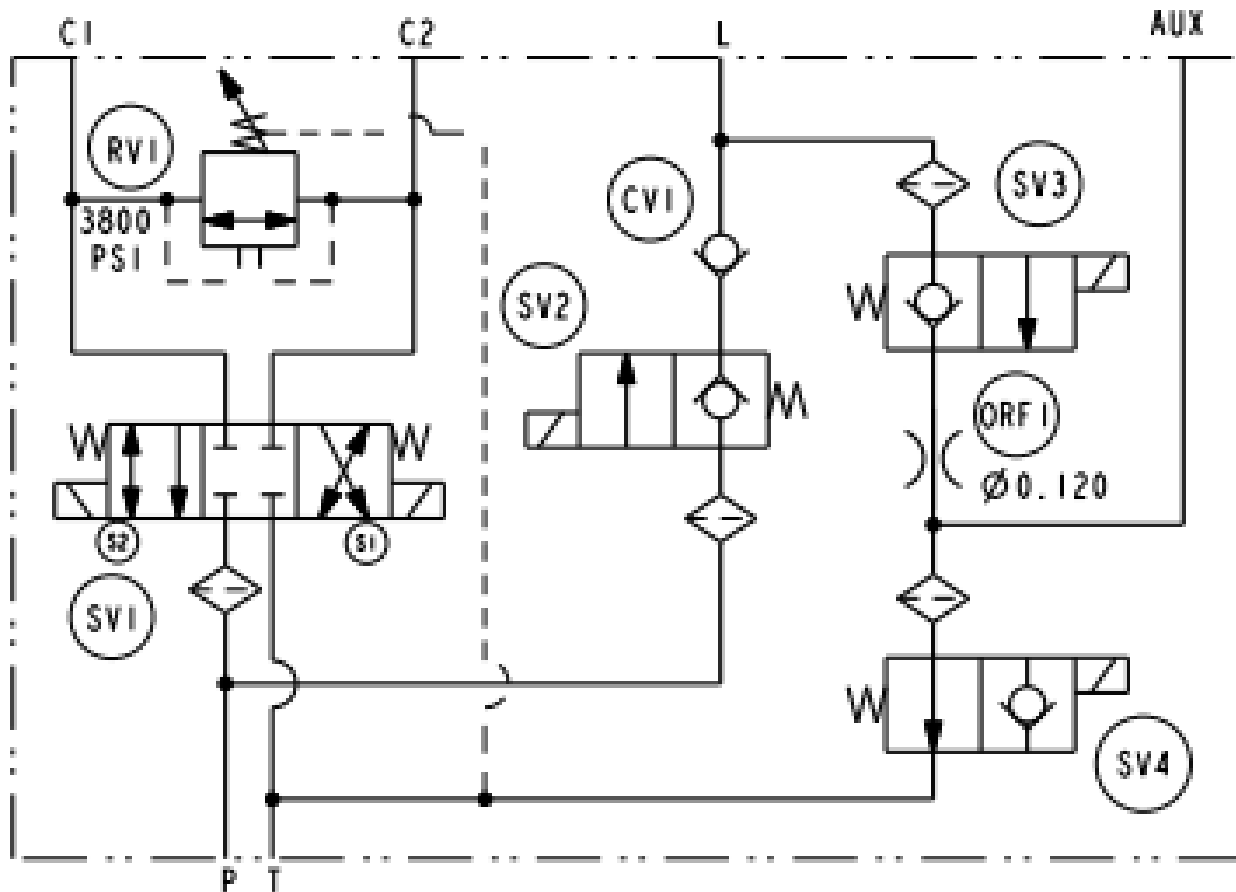 C1
C2
L
AUX
RV1
3800
PSI
CV1
SV3
SV2
ORF1
Ø0.120
S2
S1
SV1
SV4
P
T